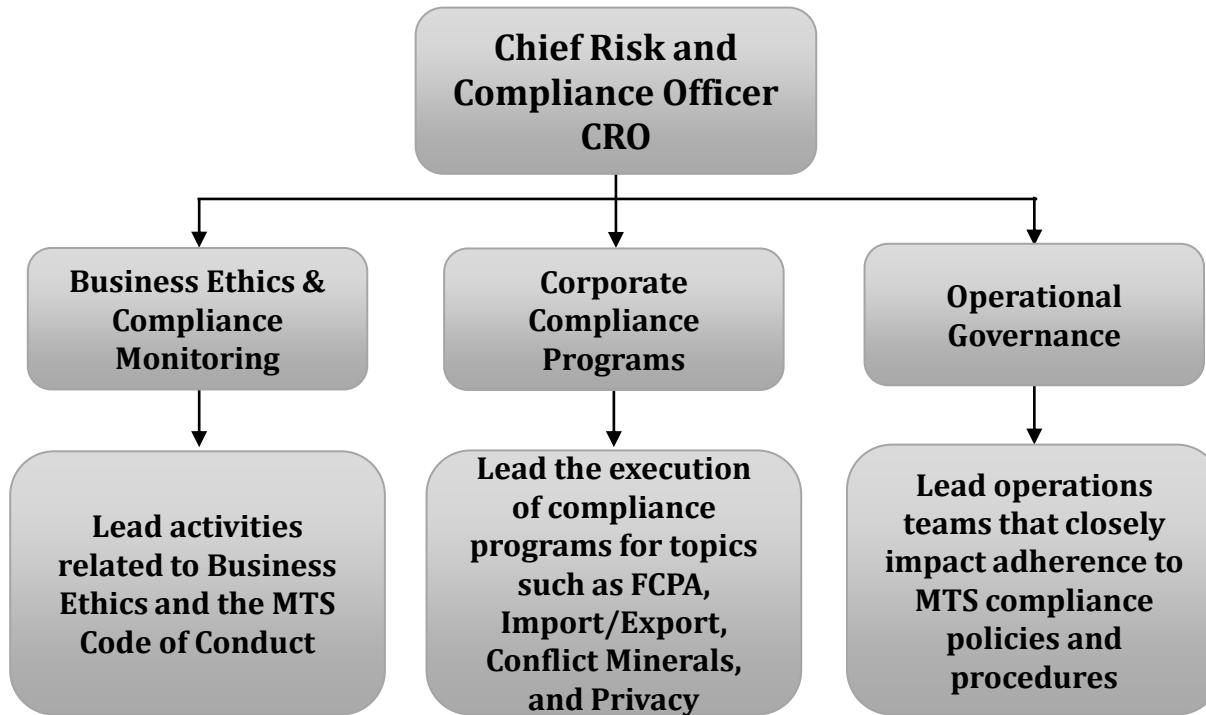 Chief Risk and
Compliance Officer
CRO
Business Ethics &
Compliance
Monitoring
Corporate
Compliance
Programs
Operational
Governance
Lead activities
related to Business
Ethics and the MTS
Code of Conduct
Lead the execution
of compliance
programs for topics
such as FCPA,
Import/Export,
Conflict Minerals,
and Privacy
Lead operations
teams that closely
impact adherence to
MTS compliance
policies and
procedures